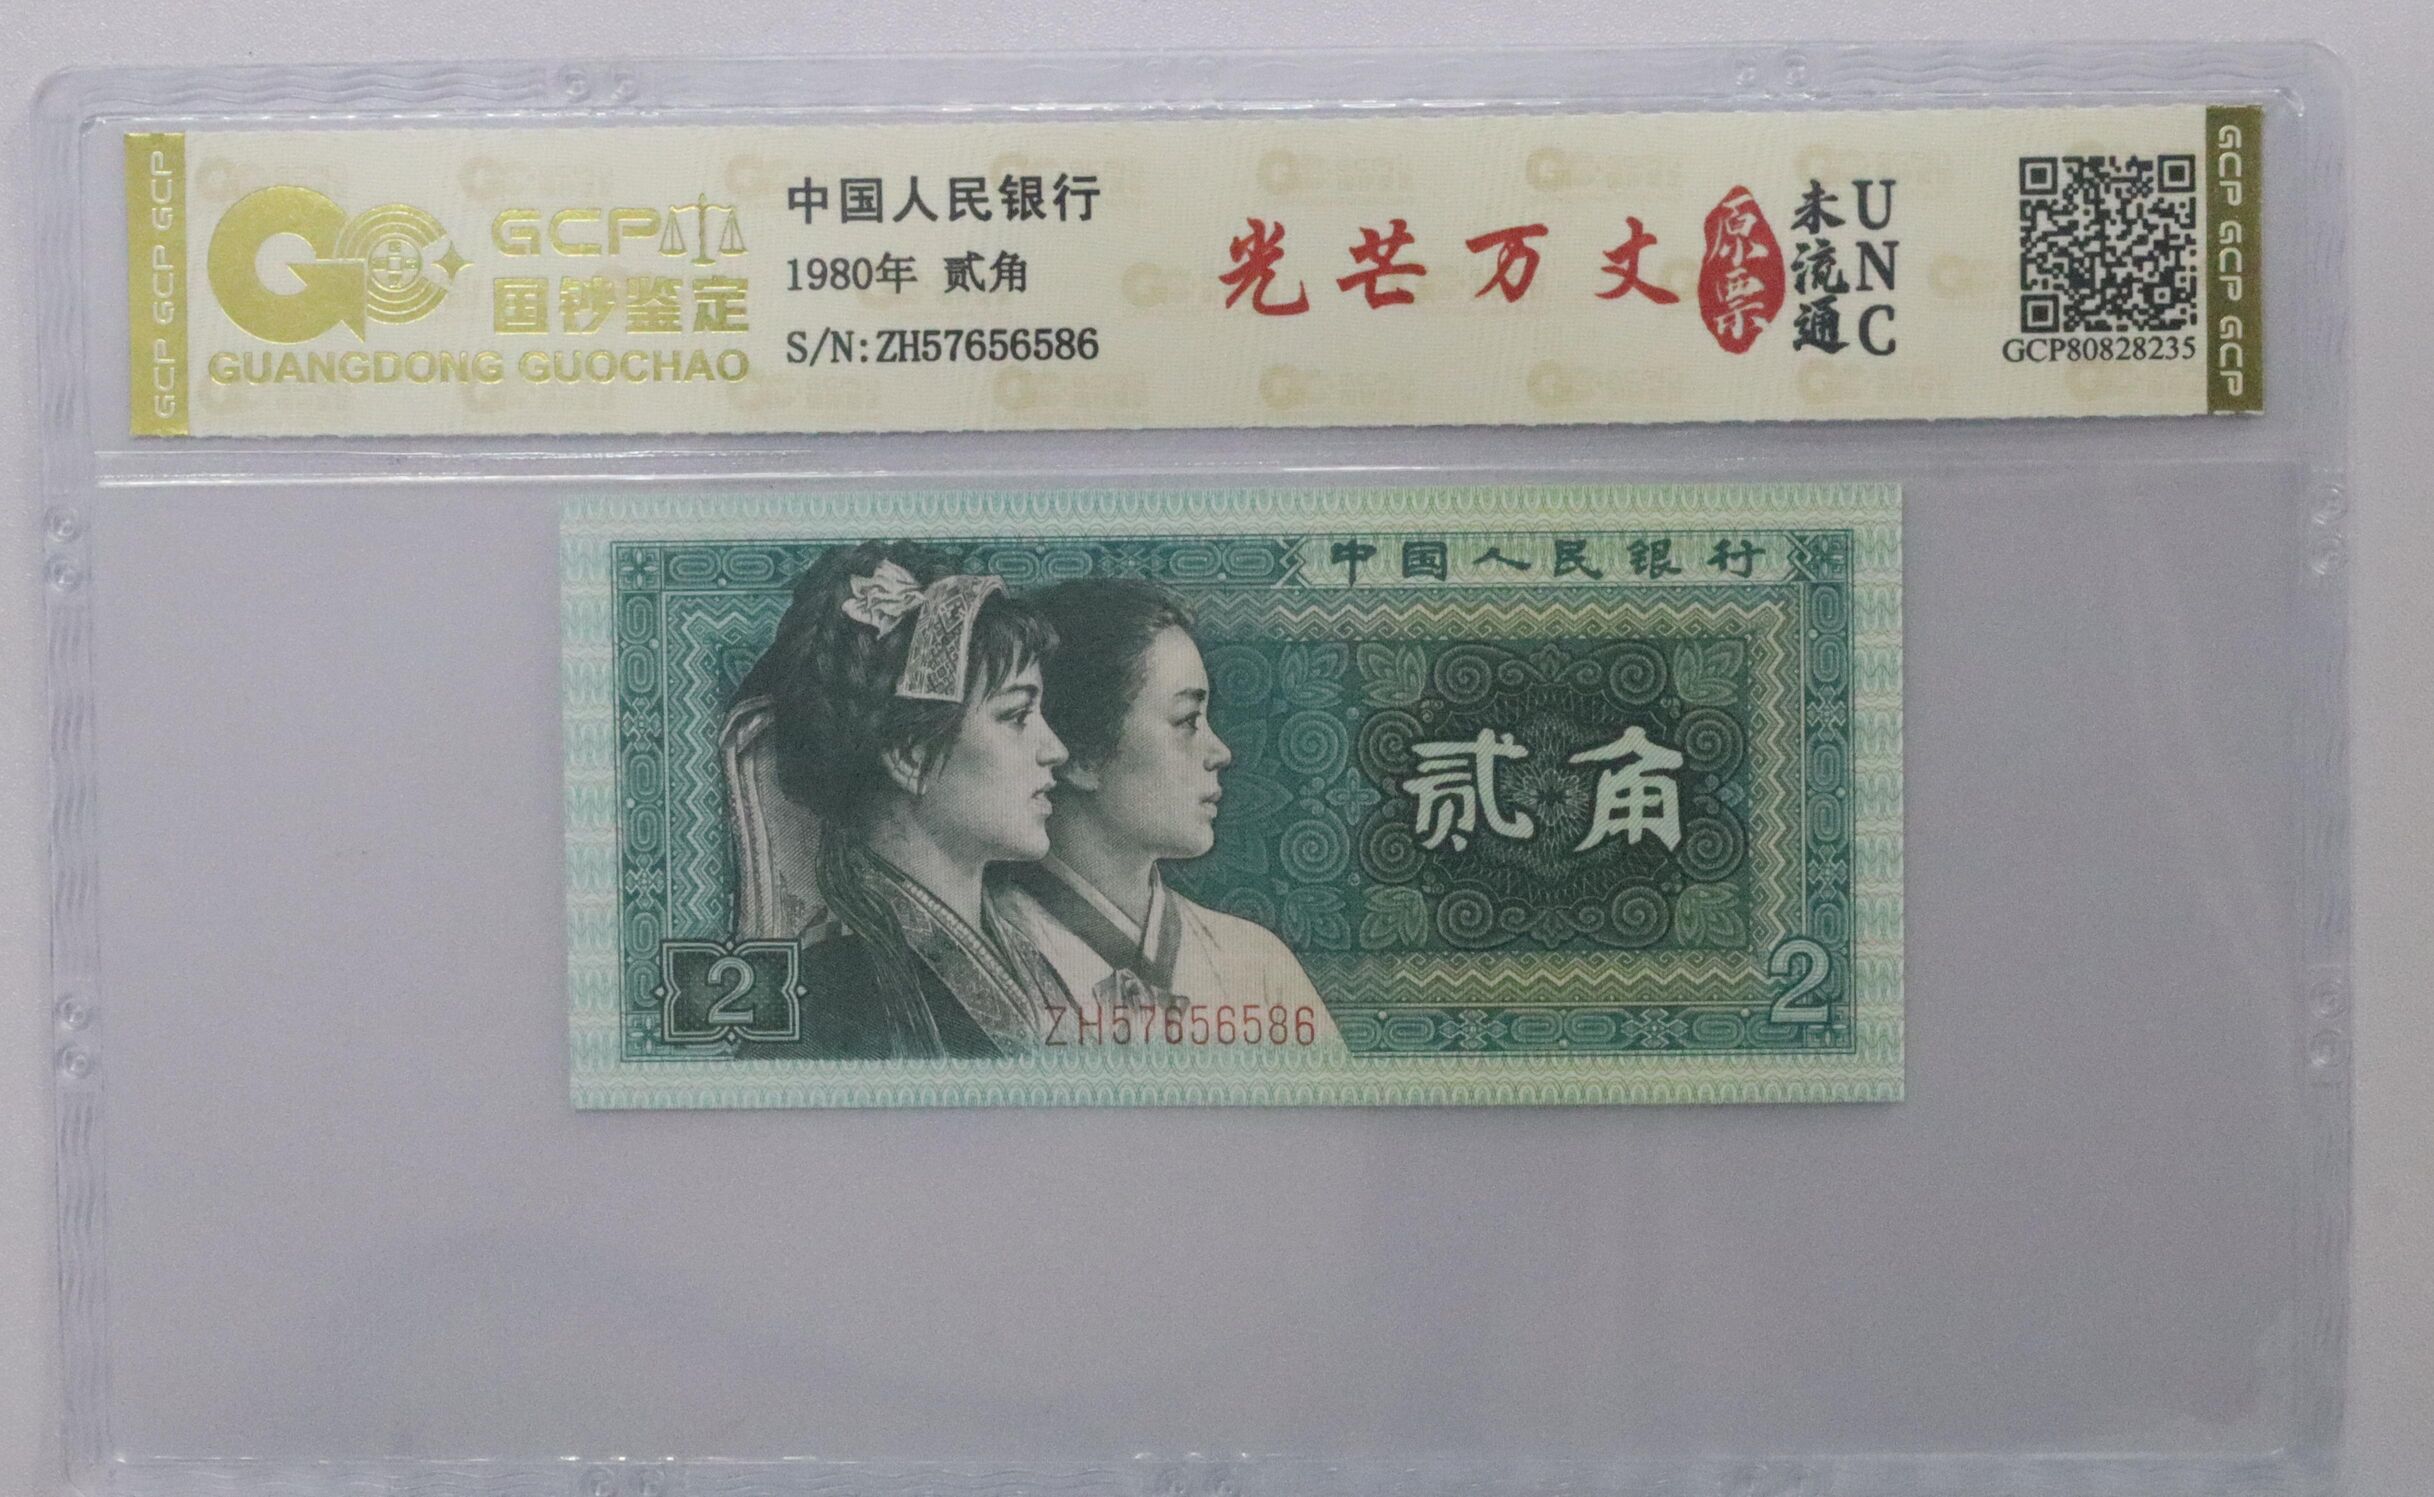 GCP GCP GCP
GCP
国钞鉴定
GUANGDONG GUOCHAO
中国人民银行
1980年 贰角
S/N:ZH57656586
光芒万丈
原票
未流通
UNC
GCP80828235
GCP GCP GCP
中国人民银行
贰角
2
2
ZH57656586